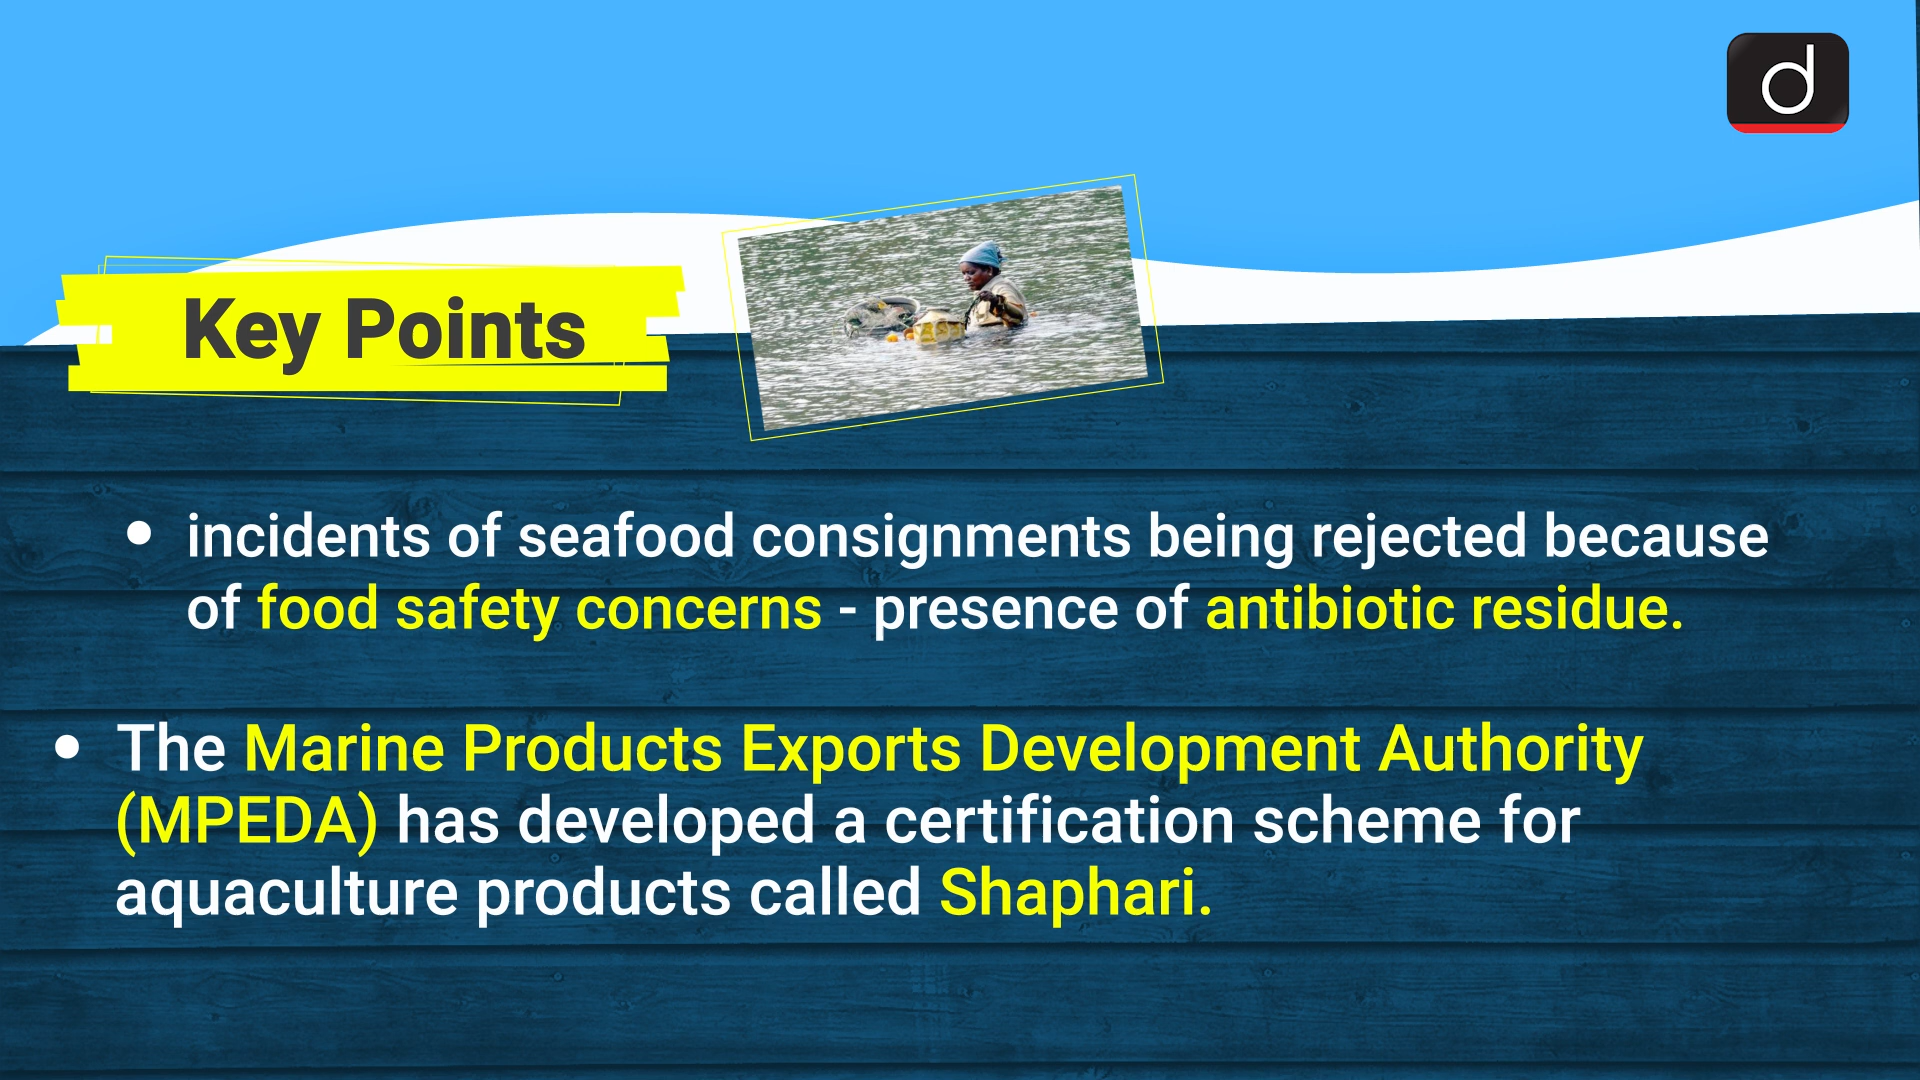 d
Key Points
• incidents of seafood consignments being rejected because
of food safety concerns - presence of antibiotic residue.
• The Marine Products Exports Development Authority
(MPEDA) has developed a certification scheme for
aquaculture products called Shaphari.